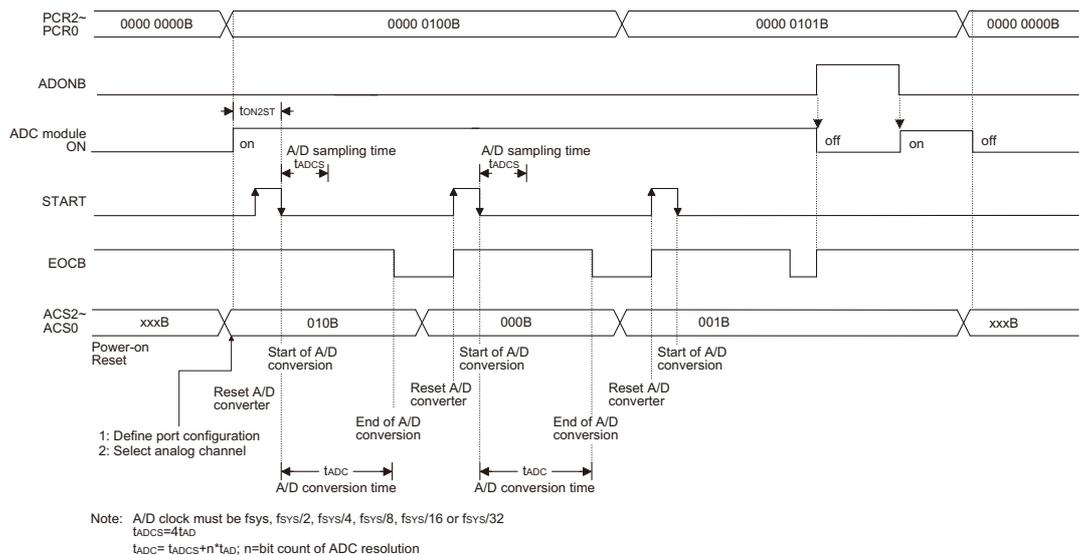 PCR2~
PCR0
0000 0000B
0000 0100B
0000 0101B
0000 0000B
ADONB
tON2ST
ADC module
ON
on
off
on
off
A/D sampling time
tADCS
A/D sampling time
tADCS
START
EOCB
ACS2~
ACS0
xxxB
010B
000B
001B
xxxB
Power-on
Reset
Start of A/D
conversion
Start of A/D
conversion
Start of A/D
conversion
Reset A/D
converter
Reset A/D
converter
Reset A/D
converter
End of A/D
conversion
End of A/D
conversion
1: Define port configuration
2: Select analog channel
tADC
A/D conversion time
tADC
A/D conversion time
Note: A/D clock must be fsys, fSYS/2, fSYS/4, fSYS/8, fSYS/16 or fSYS/32
tADCS=4tAD
tADC= tADCS+n*tAD; n=bit count of ADC resolution